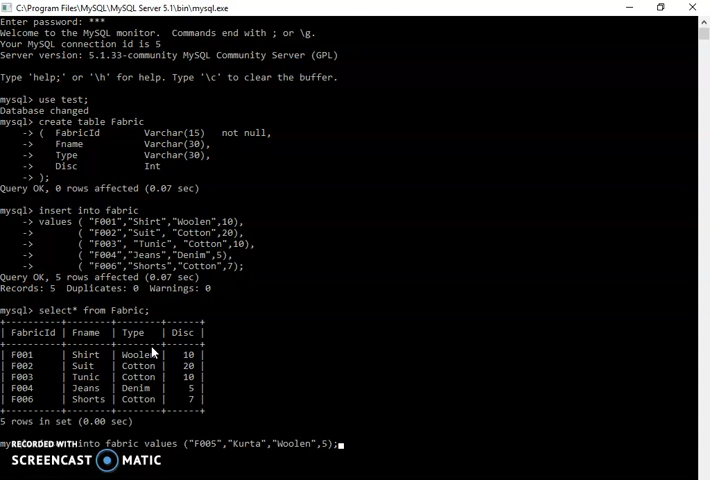 C:\Program Files\MySQL\MySQL Server 5.1\bin\mysql.exe
Enter password: ***
Welcome to the MySQL monitor.  Commands end with ; or \g.
Your MySQL connection id is 5
Server version: 5.1.33-community MySQL Community Server (GPL)
Type 'help;' or '\h' for help. Type '\c' to clear the buffer.
mysql> use test;
Database changed
mysql> create table Fabric
    -> (  FabricId        Varchar(15)   not null,
    ->    Fname           Varchar(30),
    ->    Type            Varchar(30),
    ->    Disc            Int
    -> );
Query OK, 0 rows affected (0.07 sec)
mysql> insert into fabric
    -> values ( "F001","Shirt","Woolen",10),
    ->        ( "F002","Suit", "Cotton",20),
    ->        ( "F003", "Tunic", "Cotton",10),
    ->        ( "F004","Jeans","Denim",5),
    ->        ( "F006","Shorts","Cotton",7);
Query OK, 5 rows affected (0.07 sec)
Records: 5  Duplicates: 0  Warnings: 0
mysql> select* from Fabric;
+----------+--------+--------+------+
| FabricId | Fname  | Type   | Disc |
+----------+--------+--------+------+
| F001     | Shirt  | Woolen |   10 |
| F002     | Suit   | Cotton |   20 |
| F003     | Tunic  | Cotton |   10 |
| F004     | Jeans  | Denim  |    5 |
| F006     | Shorts | Cotton |    7 |
+----------+--------+--------+------+
5 rows in set (0.00 sec)
into fabric values ("F005","Kurta","Woolen",5);
RECORDED WITH
SCREENCAST MATIC